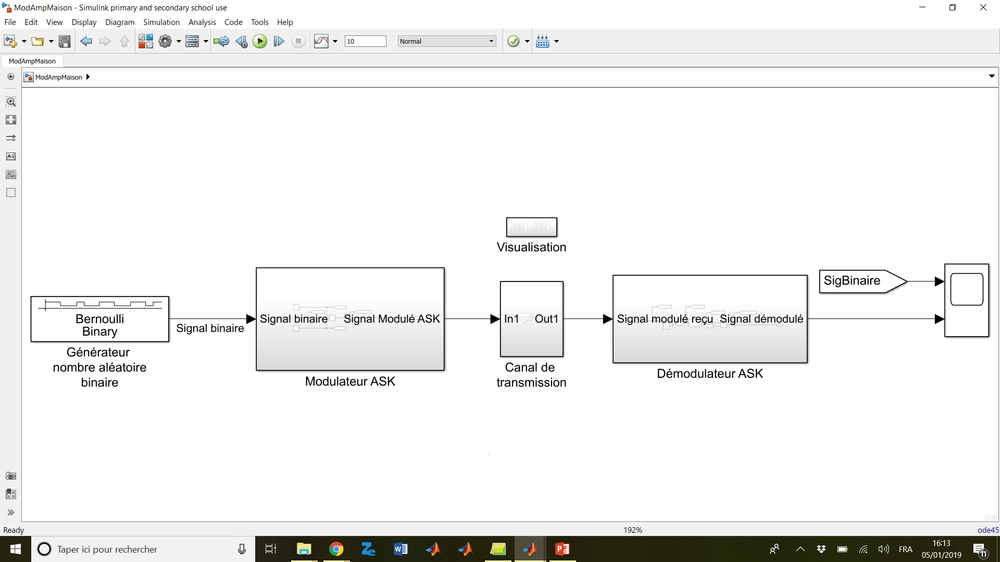 ModAmpMaison - Simulink primary and secondary school use
File Edit View Display Diagram Simulation Analysis Code Tools Help
10 Normal
ModAmpMaison
ModAmpMaison
Visualisation
SigBinaire
Bernoulli
Binary
Signal binaire
Signal binaire Signal Modulé ASK
In1 Out1
Signal modulé reçu Signal démodulé
Générateur
nombre aléatoire
binaire
Modulateur ASK
Canal de
transmission
Démodulateur ASK
Ready 192% ode45
Taper ici pour rechercher
FRA
16:13
05/01/2019
11